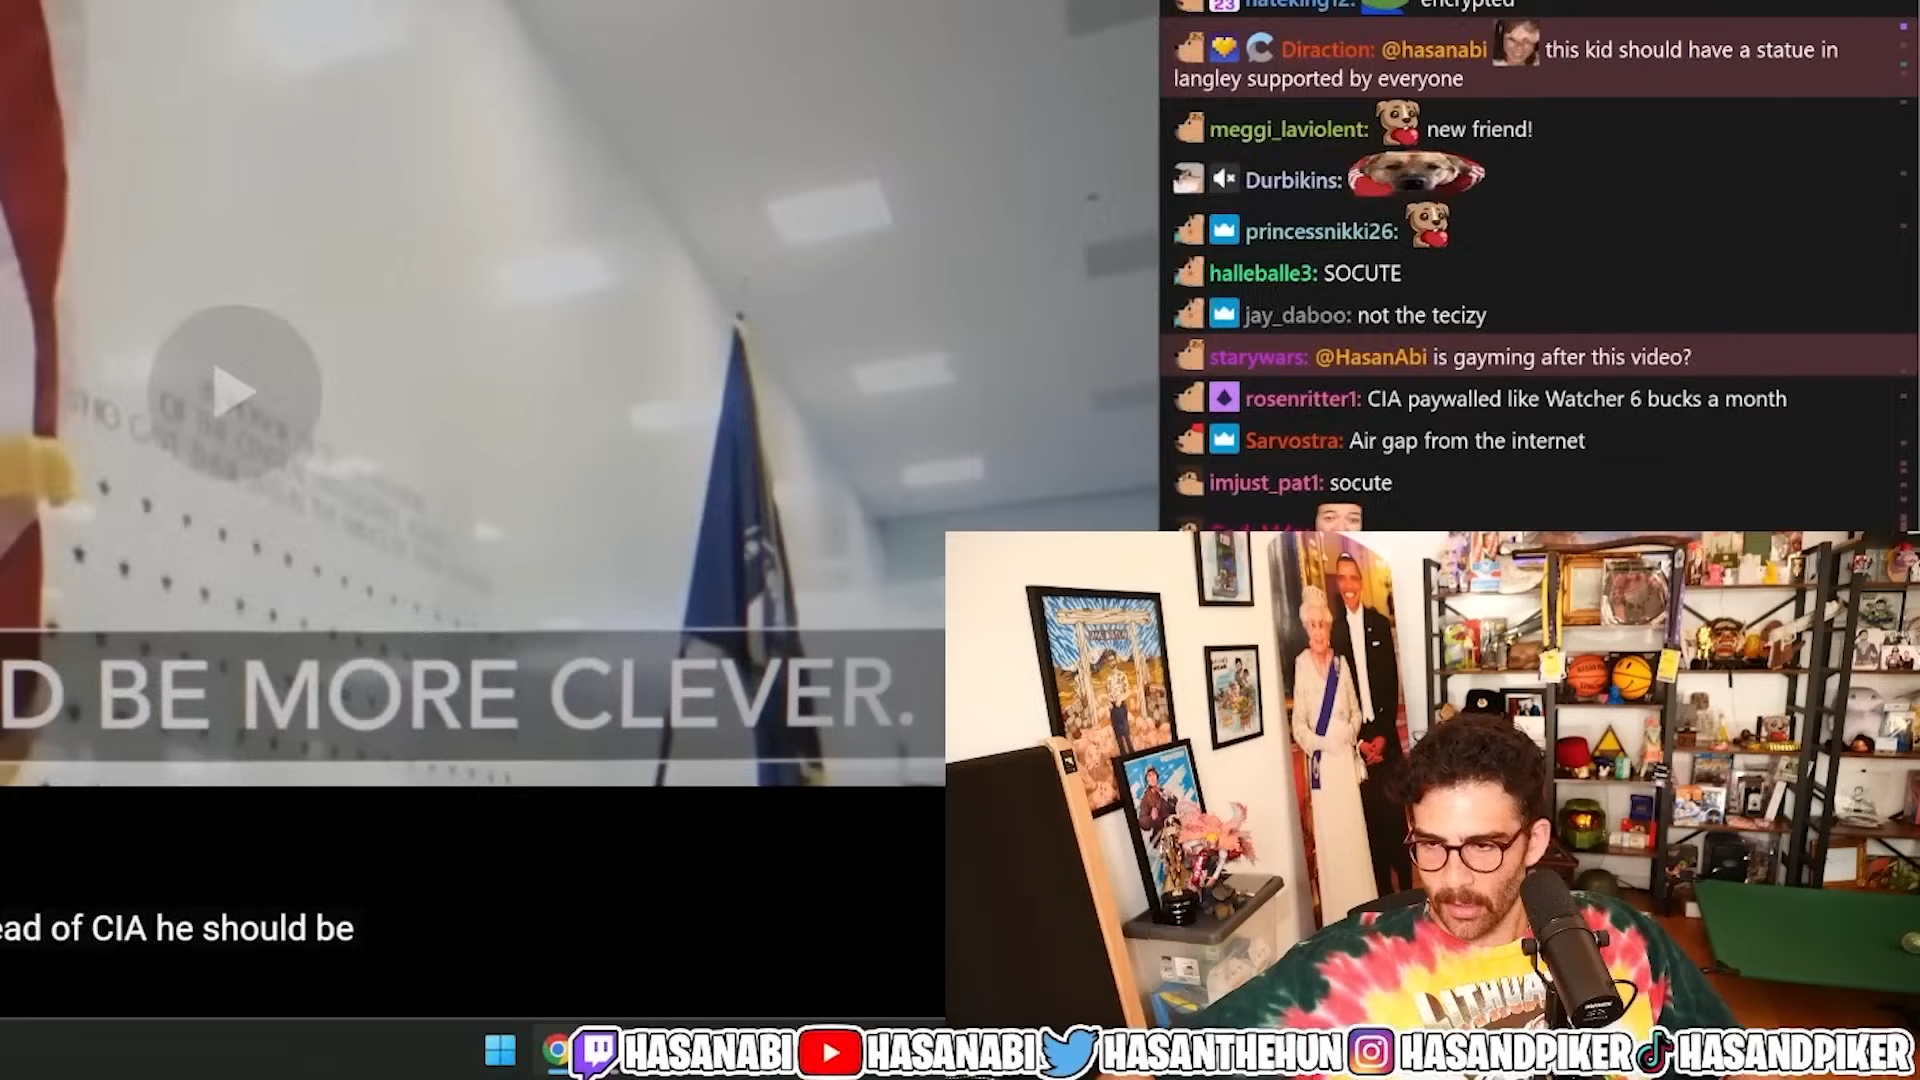 hateking12: encrypted
Diraction: @hasanabi this kid should have a statue in
langley supported by everyone
meggi_laviolent: new friend!
Durbikins:
princessnikki26:
halleballe3: SOCUTE
jay_daboo: not the tecizy
starywars: @HasanAbi is gayming after this video?
rosenritter1: CIA paywalled like Watcher 6 bucks a month
Sarvostra: Air gap from the internet
imjust_pat1: socute
D BE MORE CLEVER.
ead of CIA he should be
LITHUA
HASANABI HASANABI HASANTHEHUN HASANDPIKER HASANDPIKER